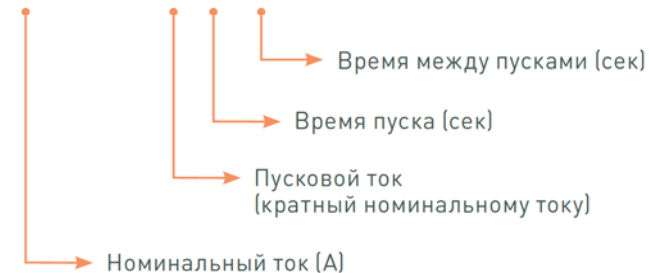 Время между пусками (сек)
Время пуска (сек)
Пусковой ток
(кратный номинальному току)
Номинальный ток (А)